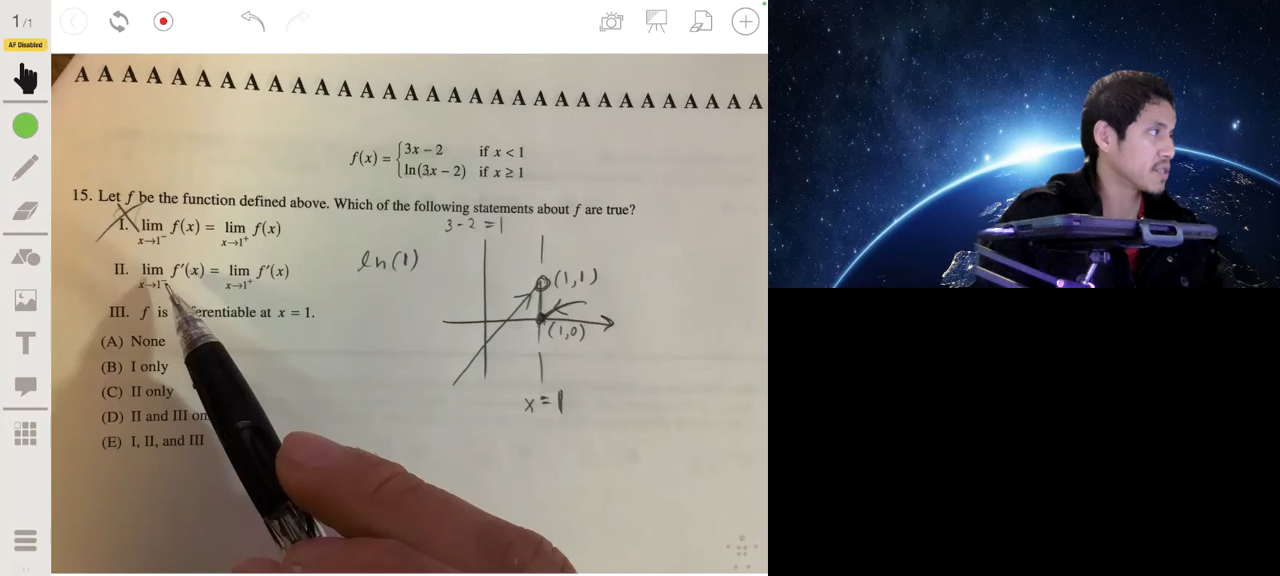 1/1
AF Disabled
A A A A A A A A A A A A A A A A A A A A A A A A A A A A A
f(x) = { 3x − 2 if x < 1
ln(3x − 2) if x ≥ 1
15. Let f be the function defined above. Which of the following statements about f are true?
3 - 2 = 1
I. lim x→1⁻ f(x) = lim x→1⁺ f(x)
ln(1)
II. lim x→1⁻ f′(x) = lim x→1⁺ f′(x)
(1,1)
III. f is erentiable at x = 1.
(1,0)
(A) None
(B) I only
(C) II only
x = 1
(D) II and III on
(E) I, II, and III
T